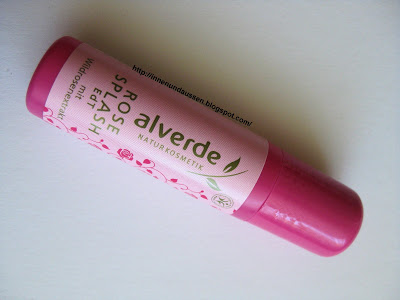 http://innenundaussen.blogspot.com/
alverde
NATURKOSMETIK
ROSE
SPLASH
EdT
mit
Wildrosenextrakt